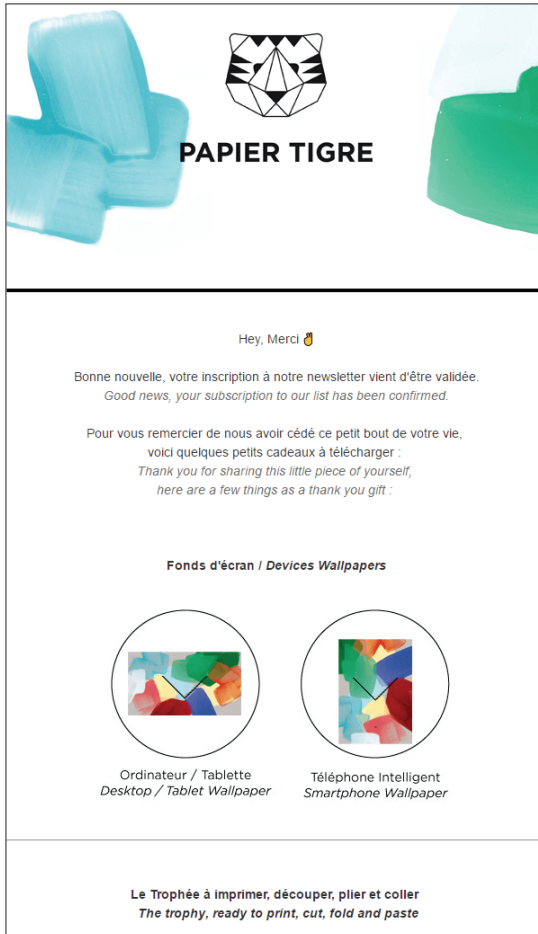 PAPIER TIGRE
Hey, Merci ✌
Bonne nouvelle, votre inscription à notre newsletter vient d'être validée.
Good news, your subscription to our list has been confirmed.
Pour vous remercier de nous avoir cédé ce petit bout de votre vie,
voici quelques petits cadeaux à télécharger :
Thank you for sharing this little piece of yourself,
here are a few things as a thank you gift :
Fonds d'écran / Devices Wallpapers
Ordinateur / Tablette
Desktop / Tablet Wallpaper
Téléphone Intelligent
Smartphone Wallpaper
Le Trophée à imprimer, découper, plier et coller
The trophy, ready to print, cut, fold and paste